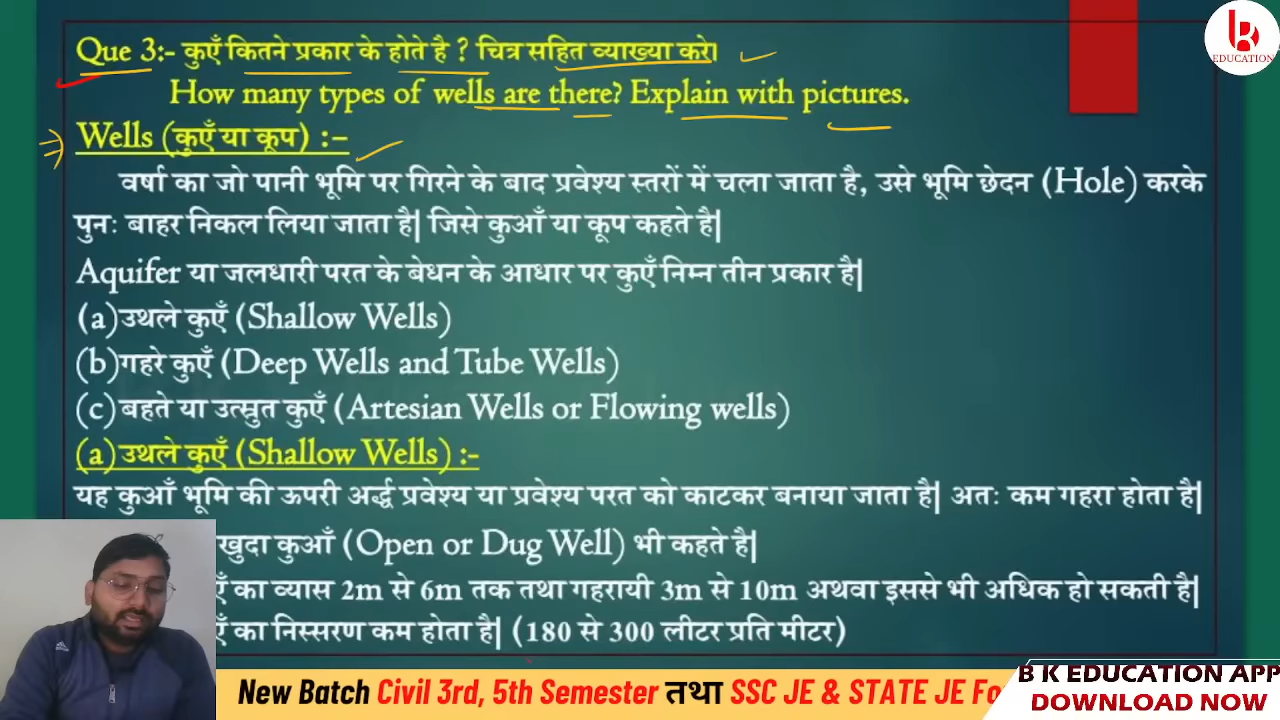 Que 3:- कुएँ कितने प्रकार के होते है ? चित्र सहित व्याख्या करे।
How many types of wells are there? Explain with pictures.
Wells (कुएँ या कूप) :–
वर्षा का जो पानी भूमि पर गिरने के बाद प्रवेश्य स्तरों में चला जाता है, उसे भूमि छेदन (Hole) करके
पुनः बाहर निकल लिया जाता है| जिसे कुआँ या कूप कहते है|
Aquifer या जलधारी परत के बेधन के आधार पर कुएँ निम्न तीन प्रकार है|
(a)उथले कुएँ (Shallow Wells)
(b)गहरे कुएँ (Deep Wells and Tube Wells)
(c)बहते या उत्स्रुत कुएँ (Artesian Wells or Flowing wells)
(a)उथले कुएँ (Shallow Wells) :-
यह कुआँ भूमि की ऊपरी अर्द्ध प्रवेश्य या प्रवेश्य परत को काटकर बनाया जाता है| अतः कम गहरा होता है|
खुदा कुआँ (Open or Dug Well) भी कहते है|
का व्यास 2m से 6m तक तथा गहरायी 3m से 10m अथवा इससे भी अधिक हो सकती है|
का निस्सरण कम होता है| (180 से 300 लीटर प्रति मीटर)
b
EDUCATION
New Batch Civil 3rd, 5th Semester तथा SSC JE & STATE JE Fo
B K EDUCATION APP
DOWNLOAD NOW